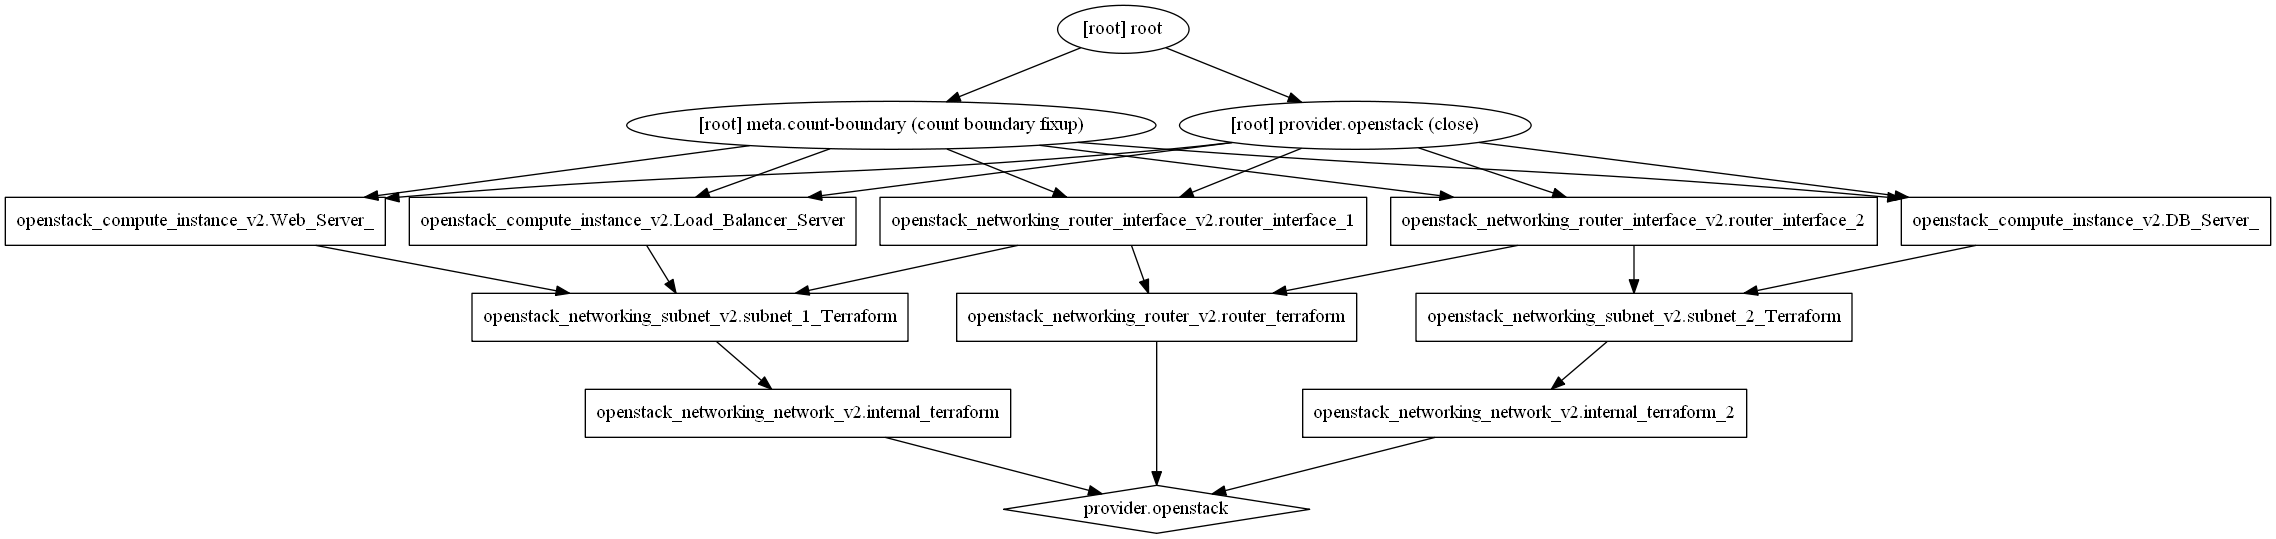 [root] root
[root] meta.count-boundary (count boundary fixup)
[root] provider.openstack (close)
openstack_compute_instance_v2.Web_Server_
openstack_compute_instance_v2.Load_Balancer_Server
openstack_networking_router_interface_v2.router_interface_1
openstack_networking_router_interface_v2.router_interface_2
openstack_compute_instance_v2.DB_Server_
openstack_networking_subnet_v2.subnet_1_Terraform
openstack_networking_router_v2.router_terraform
openstack_networking_subnet_v2.subnet_2_Terraform
openstack_networking_network_v2.internal_terraform
openstack_networking_network_v2.internal_terraform_2
provider.openstack